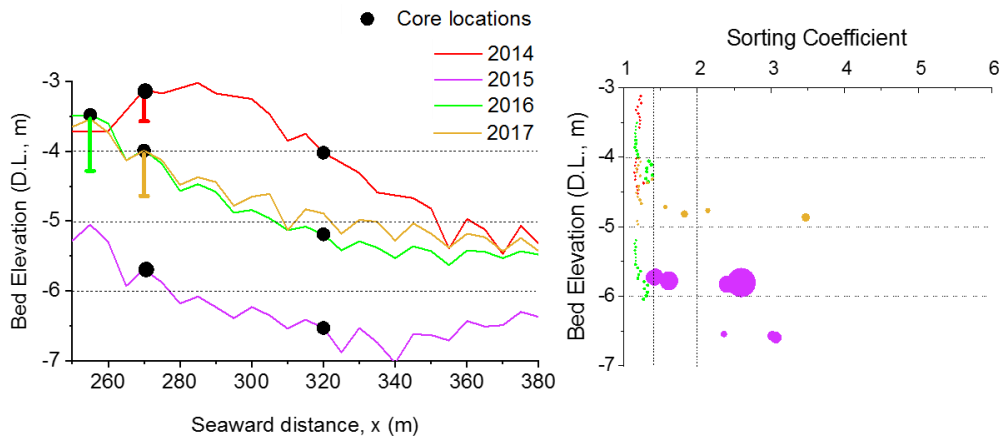 Core locations
2014
2015
2016
2017
-3
-4
-5
-6
-7
Bed Elevation (D.L., m)
260 280 300 320 340 360 380
Seaward distance, x (m)
Sorting Coefficient
1 2 3 4 5 6
-3
-4
-5
-6
-7
Bed Elevation (D.L., m)